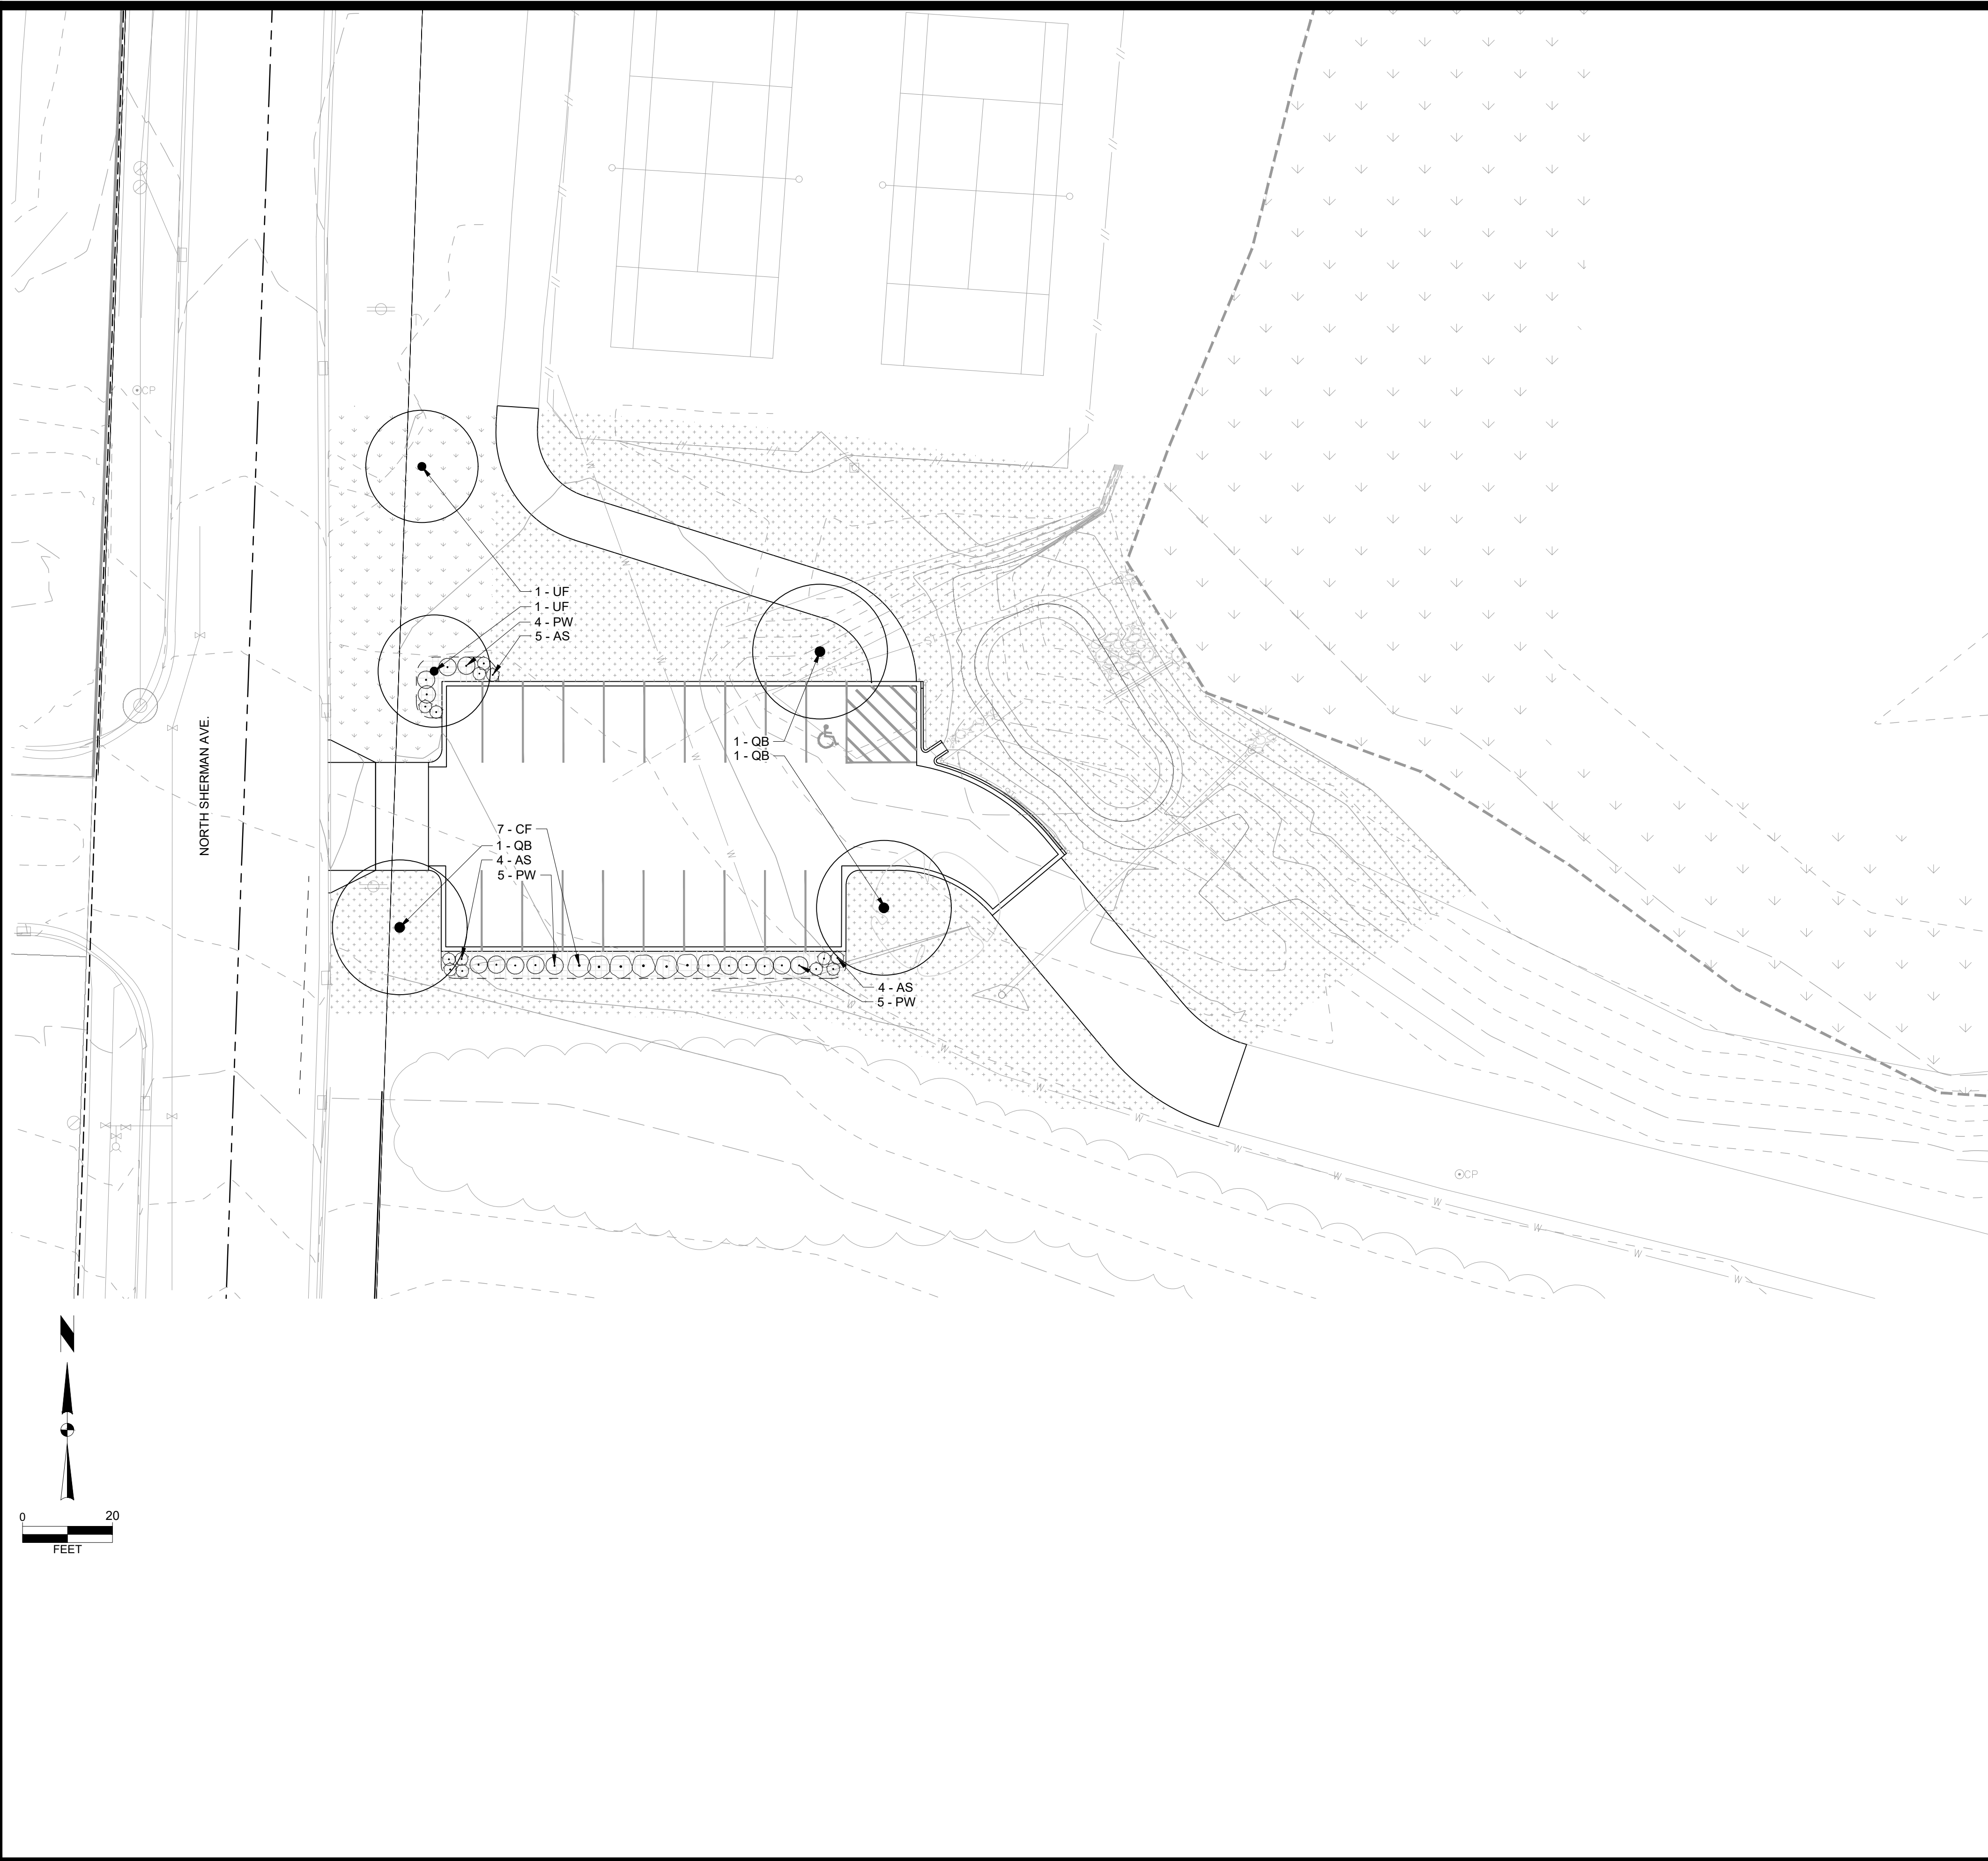 CP
1 - UF
1 - UF
4 - PW
5 - AS
NORTH SHERMAN AVE.
1 - QB
1 - QB
7 - CF
1 - QB
4 - AS
5 - PW
4 - AS
5 - PW
W
W
W
W
CP
W
W
W
W
W
N
0 20
FEET